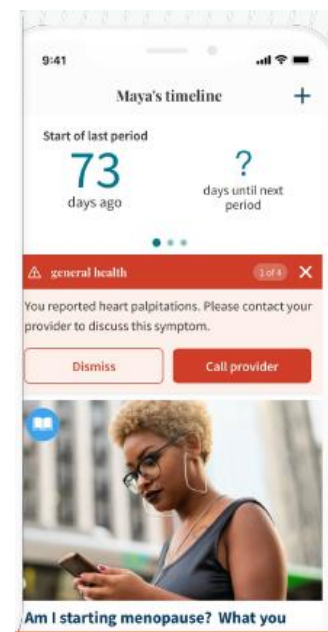 9:41
Maya's timeline
+
Start of last period
73
days ago
?
days until next
period
general health
1 of 4
You reported heart palpitations. Please contact your
provider to discuss this symptom.
Dismiss
Call provider
Am I starting menopause? What you